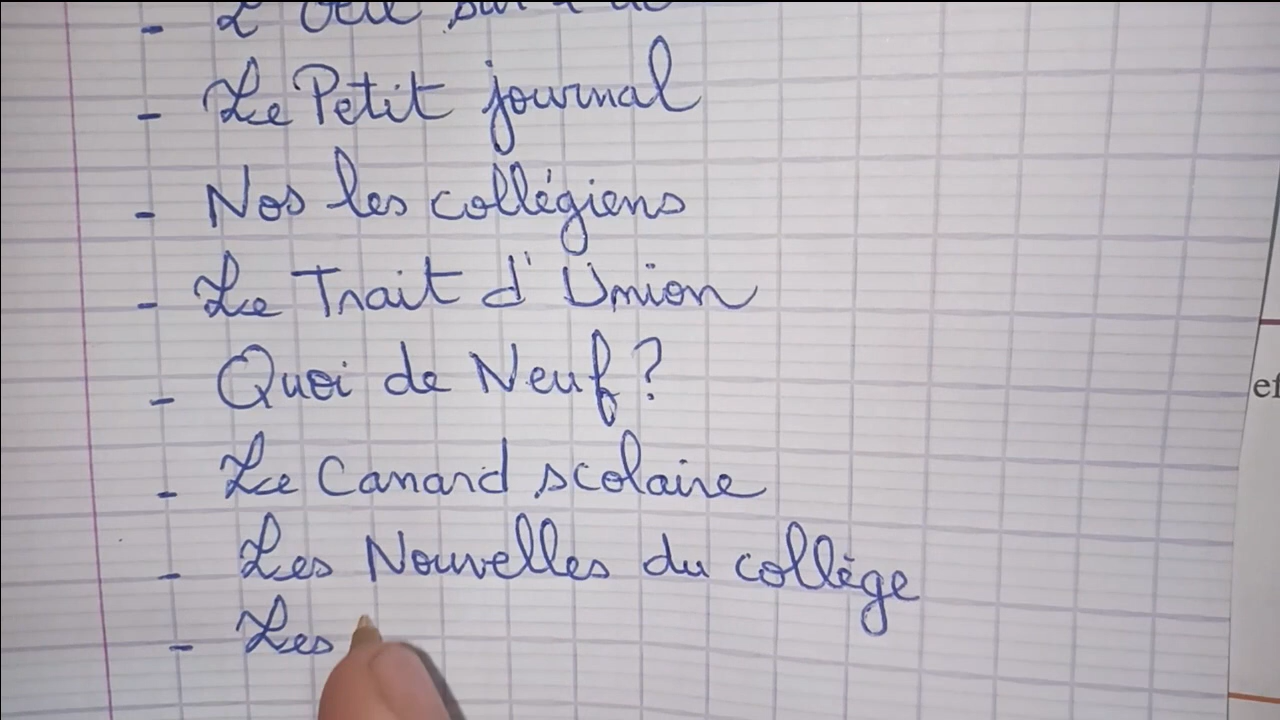 - Le Petit journal
- Nos les collégiens
- Le Trait d'Union
- Quoi de Neuf?
- Le Canard scolaire
- Les Nouvelles du collège
- Les